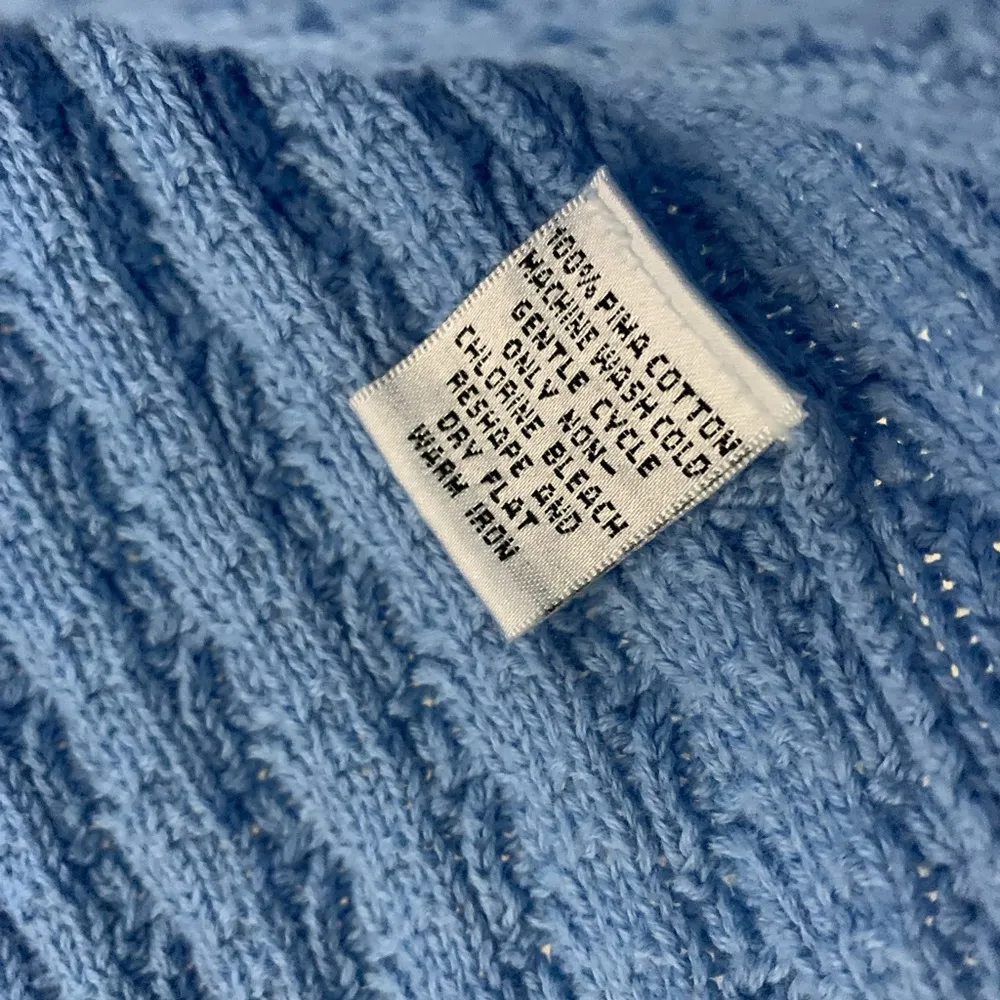 100% PIMA COTTON
MACHINE WASH COLD
GENTLE CYCLE
ONLY NON-
CHLORINE BLEACH
RESHAPE AND
DRY FLAT
WARM IRON